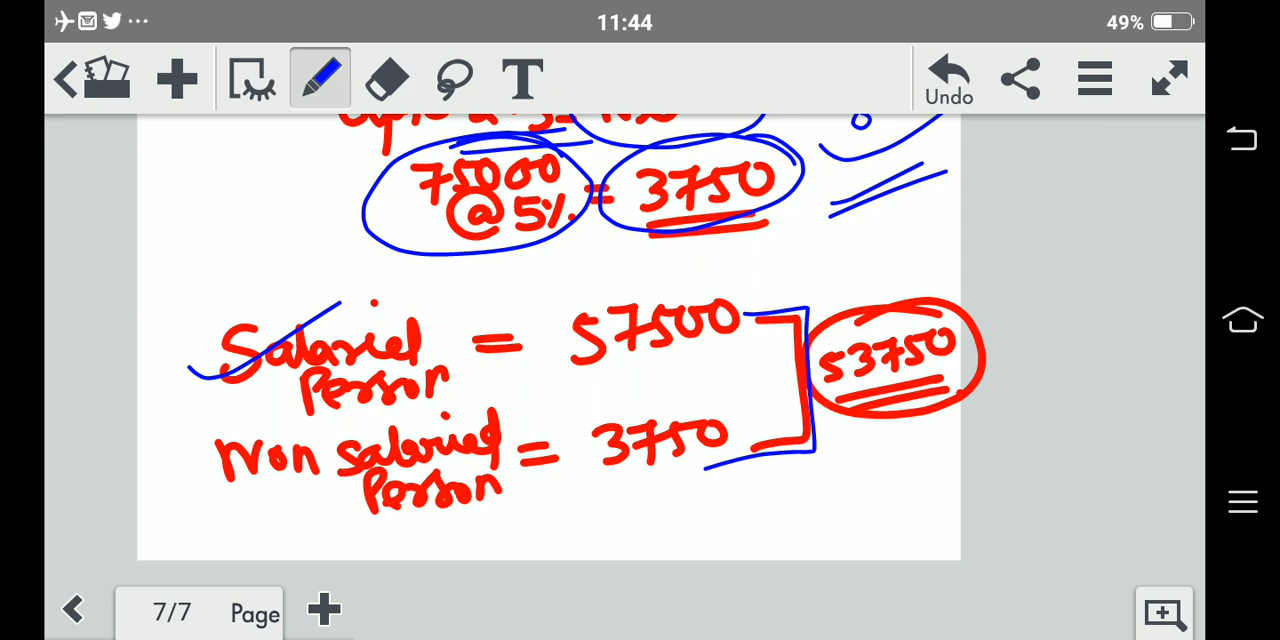 11:44
49%
T
Undo
75000
@ 5% = 3750
Salaried Person = 57500
53750
Non salaried Person = 3750
7/7 Page